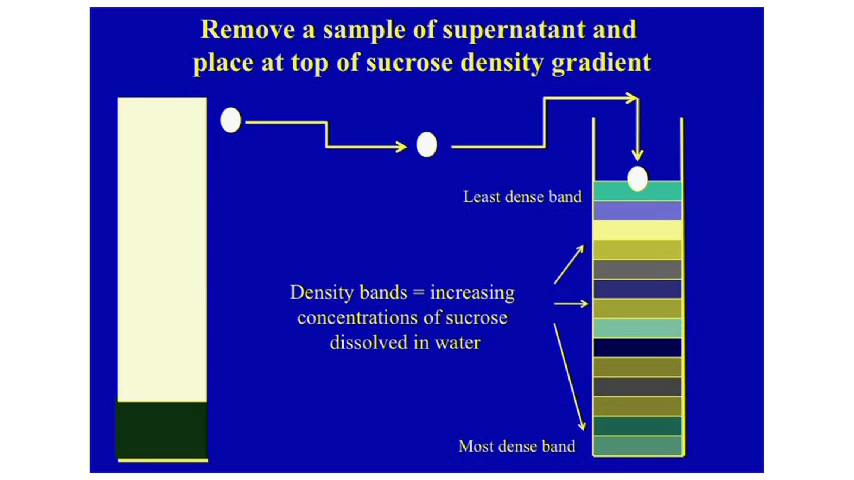 Remove a sample of supernatant and
place at top of sucrose density gradient
Least dense band
Density bands = increasing
concentrations of sucrose
dissolved in water
Most dense band